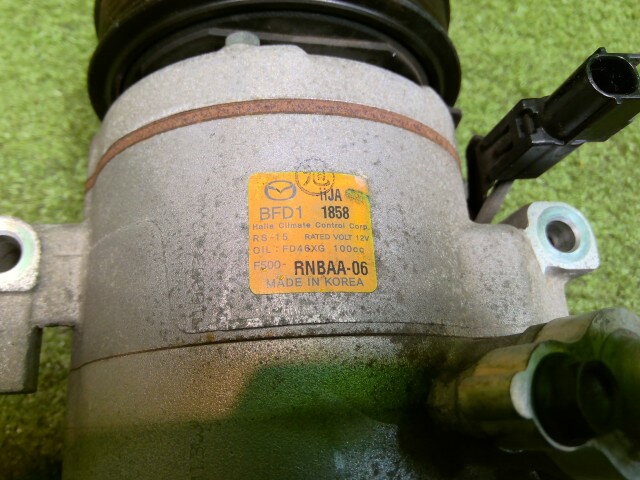 HJA
BFD1 1858
Halla Climate Control Corp.
RS-15 RATED VOLT 12V
OIL : FD46XG 100cc
F500- RNBAA-06
MADE IN KOREA